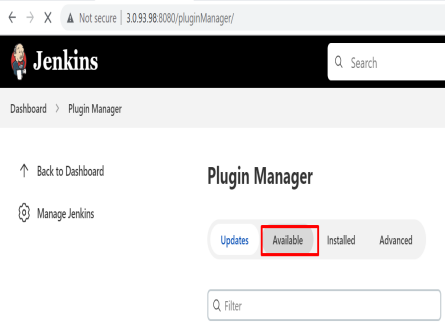 Not secure | 3.0.93.98:8080/pluginManager/
Jenkins
Search
Dashboard > Plugin Manager
Back to Dashboard
Plugin Manager
Manage Jenkins
Updates Available Installed Advanced
Filter